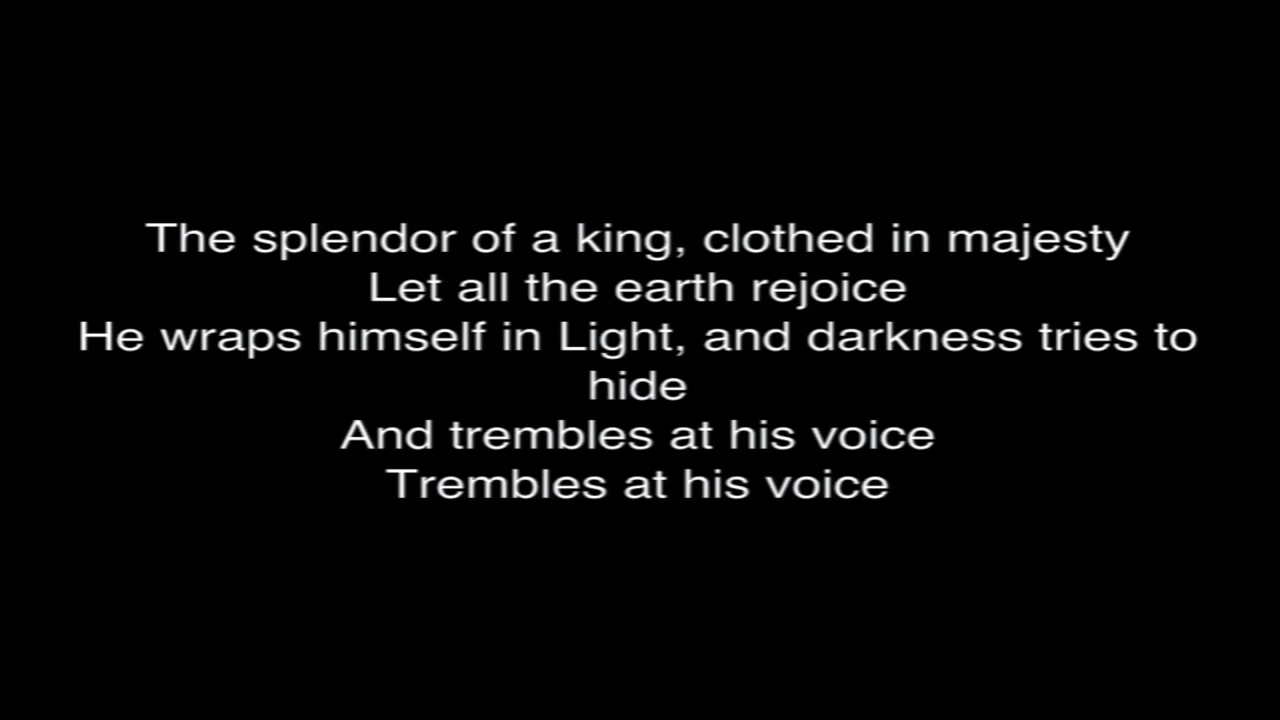 The splendor of a king, clothed in majesty
Let all the earth rejoice
He wraps himself in Light, and darkness tries to
hide
And trembles at his voice
Trembles at his voice